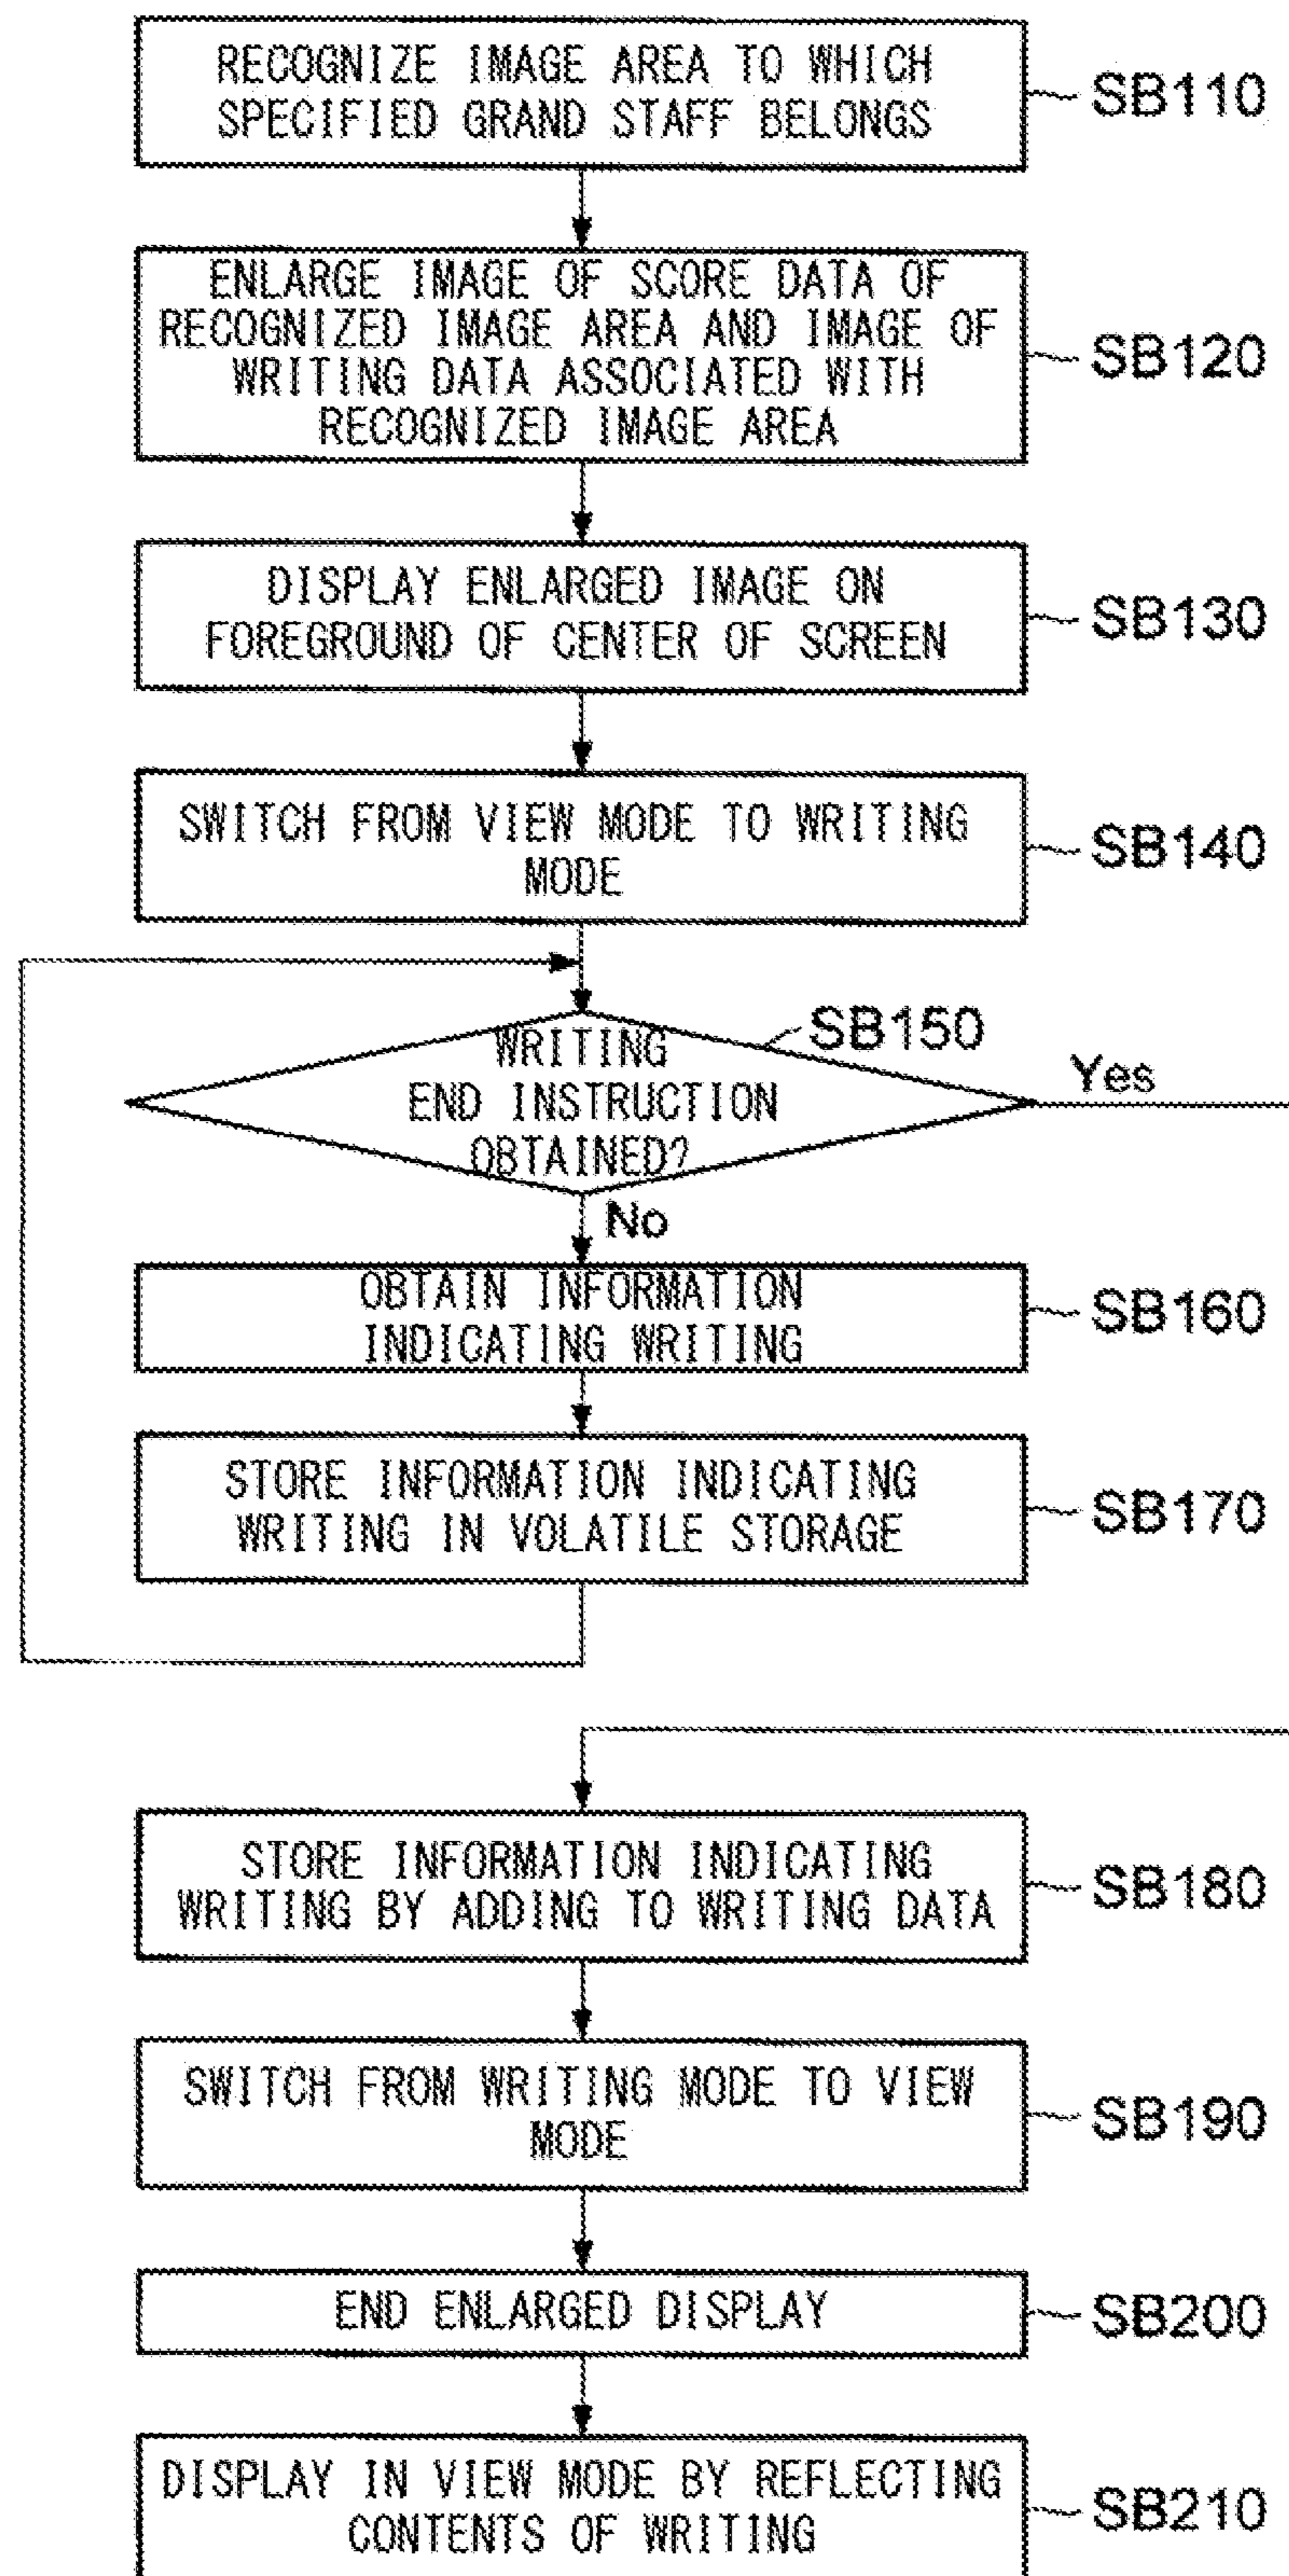 RECOGNIZE IMAGE AREA TO WHICH
SPECIFIED GRAND STAFF BELONGS
SB110
ENLARGE IMAGE OF SCORE DATA OF
RECOGNIZED IMAGE AREA AND IMAGE OF
WRITING DATA ASSOCIATED WITH
RECOGNIZED IMAGE AREA
SB120
DISPLAY ENLARGED IMAGE ON
FOREGROUND OF CENTER OF SCREEN
SB130
SWITCH FROM VIEW MODE TO WRITING
MODE
SB140
SB150
WRITING
END INSTRUCTION
OBTAINED?
Yes
No
OBTAIN INFORMATION
INDICATING WRITING
SB160
STORE INFORMATION INDICATING
WRITING IN VOLATILE STORAGE
SB170
STORE INFORMATION INDICATING
WRITING BY ADDING TO WRITING DATA
SB180
SWITCH FROM WRITING MODE TO VIEW
MODE
SB190
END ENLARGED DISPLAY
SB200
DISPLAY IN VIEW MODE BY REFLECTING
CONTENTS OF WRITING
SB210